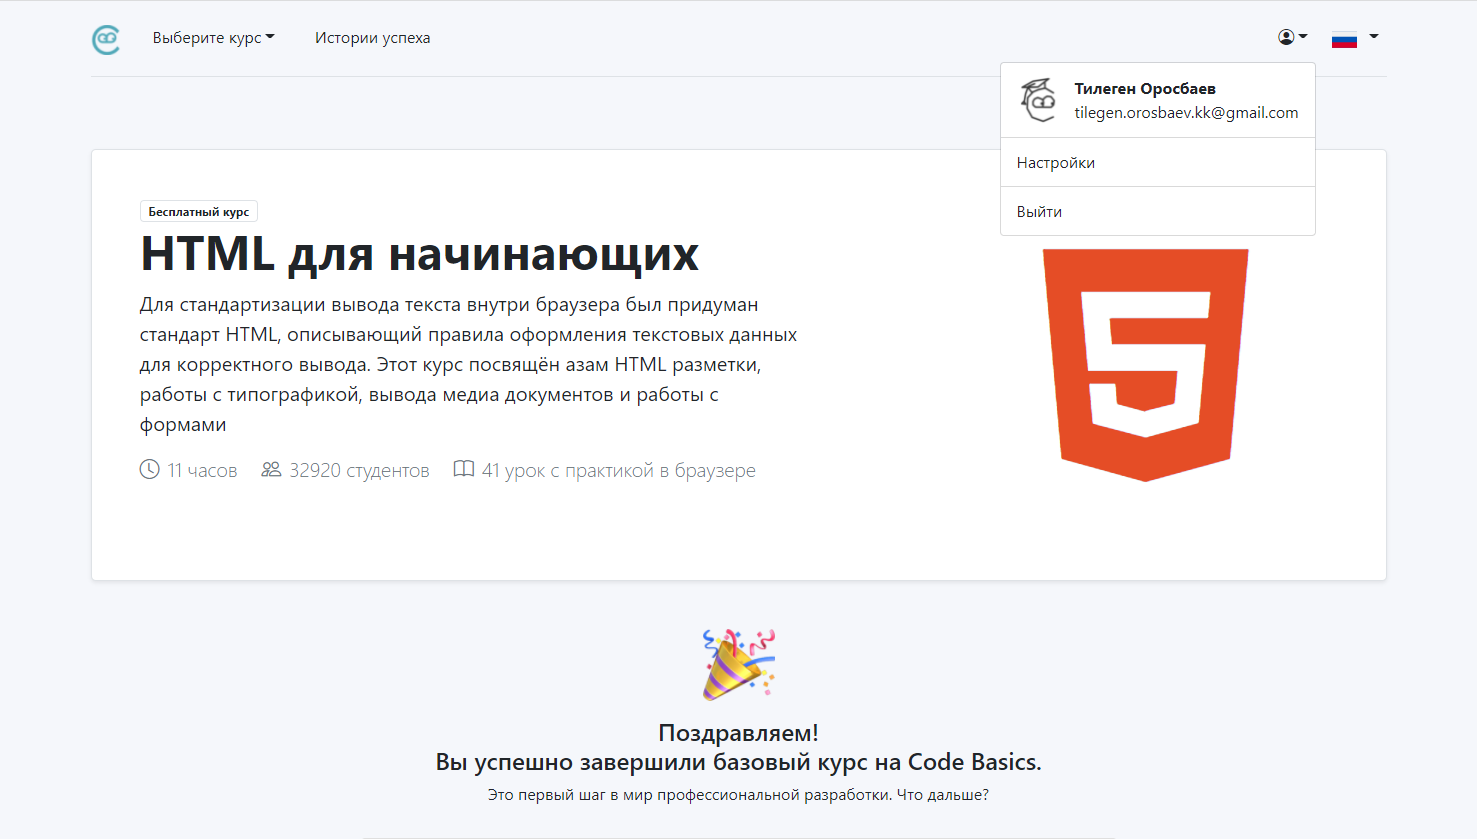 Выберите курс
Истории успеха
Тилеген Оросбаев
tilegen.orosbaev.kk@gmail.com
Настройки
Выйти
Бесплатный курс
HTML для начинающих
Для стандартизации вывода текста внутри браузера был придуман
стандарт HTML, описывающий правила оформления текстовых данных
для корректного вывода. Этот курс посвящён азам HTML разметки,
работы с типографикой, вывода медиа документов и работы с
формами
11 часов 32920 студентов 41 урок с практикой в браузере
Поздравляем!
Вы успешно завершили базовый курс на Code Basics.
Это первый шаг в мир профессиональной разработки. Что дальше?